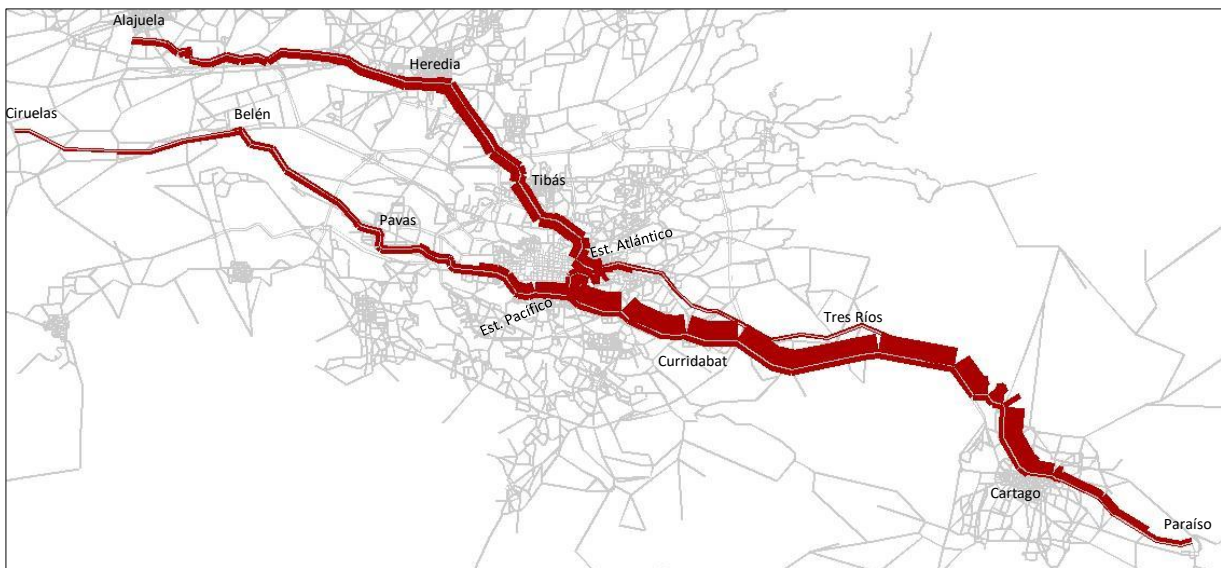 Alajuela
Heredia
Ciruelas
Belén
Tibás
Pavas
Est. Atlántico
Est. Pacífico
Tres Ríos
Curridabat
Cartago
Paraíso